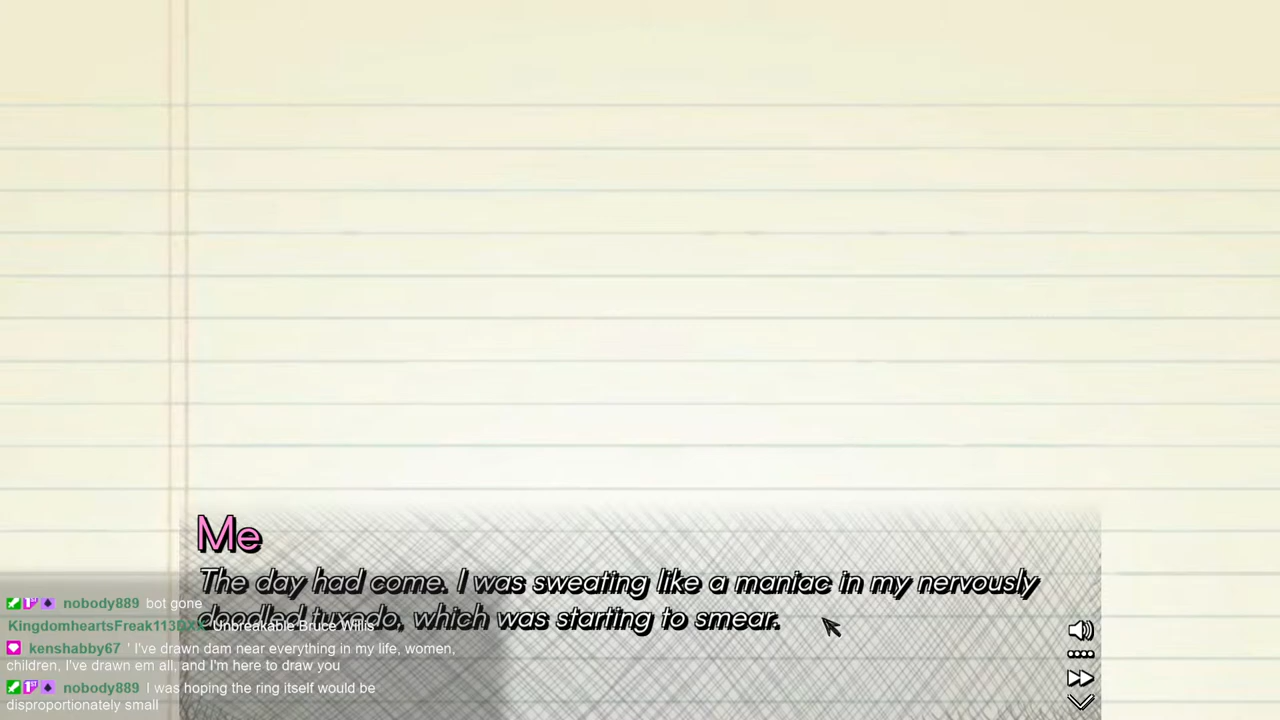 Me
The day had come. I was sweating like a maniac in my nervously
doodled tuxedo, which was starting to smear.
nobody889 bot gone
KingdomheartsFreak113 Unbreakable Bruce Willis
kenshabby67 ' I've drawn dam near everything in my life, women,
children, I've drawn em all, and I'm here to draw you
nobody889 I was hoping the ring itself would be
disproportionately small